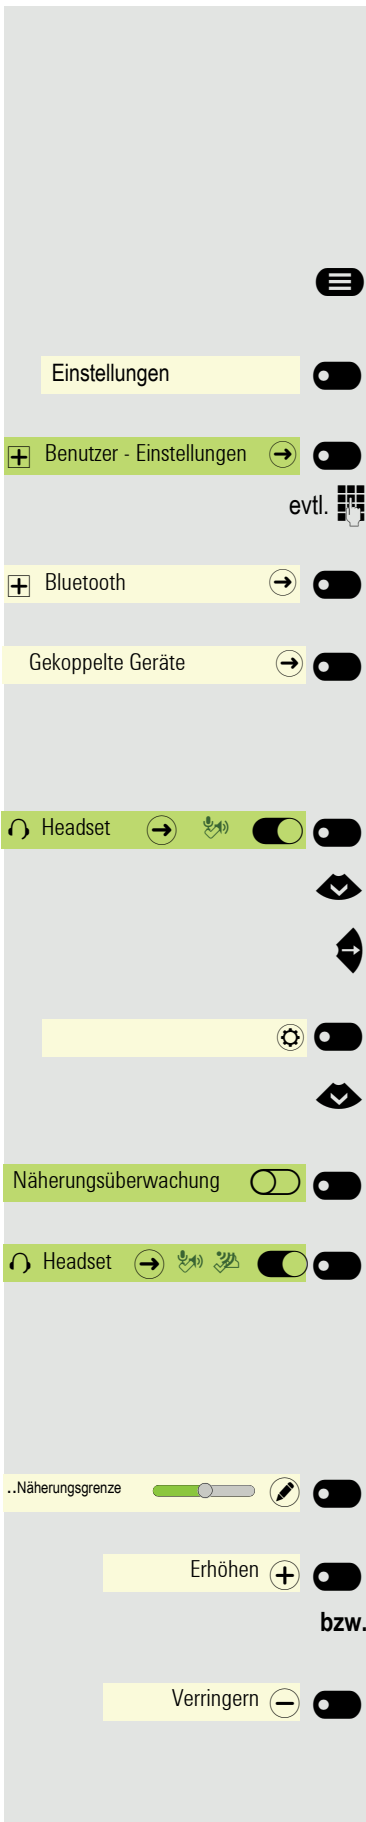 Einstellungen
Benutzer - Einstellungen
evtl.
Bluetooth
Gekoppelte Geräte
Headset
Näherungsüberwachung
Headset
..Näherungsgrenze
Erhöhen
bzw.
Verringern